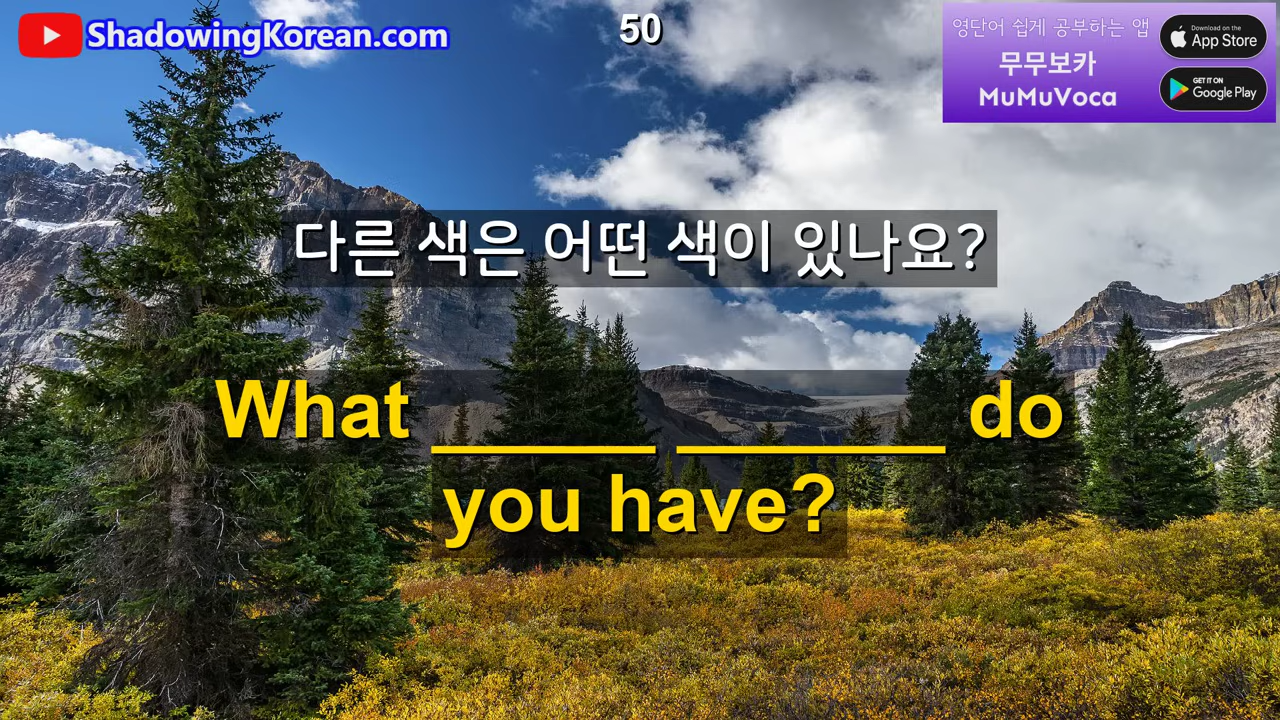 ShadowingKorean.com
50
영단어 쉽게 공부하는 앱
무무보카
MuMuVoca
Download on the
App Store
GET IT ON
Google Play
다른 색은 어떤 색이 있나요?
What ______ _______ do
you have?